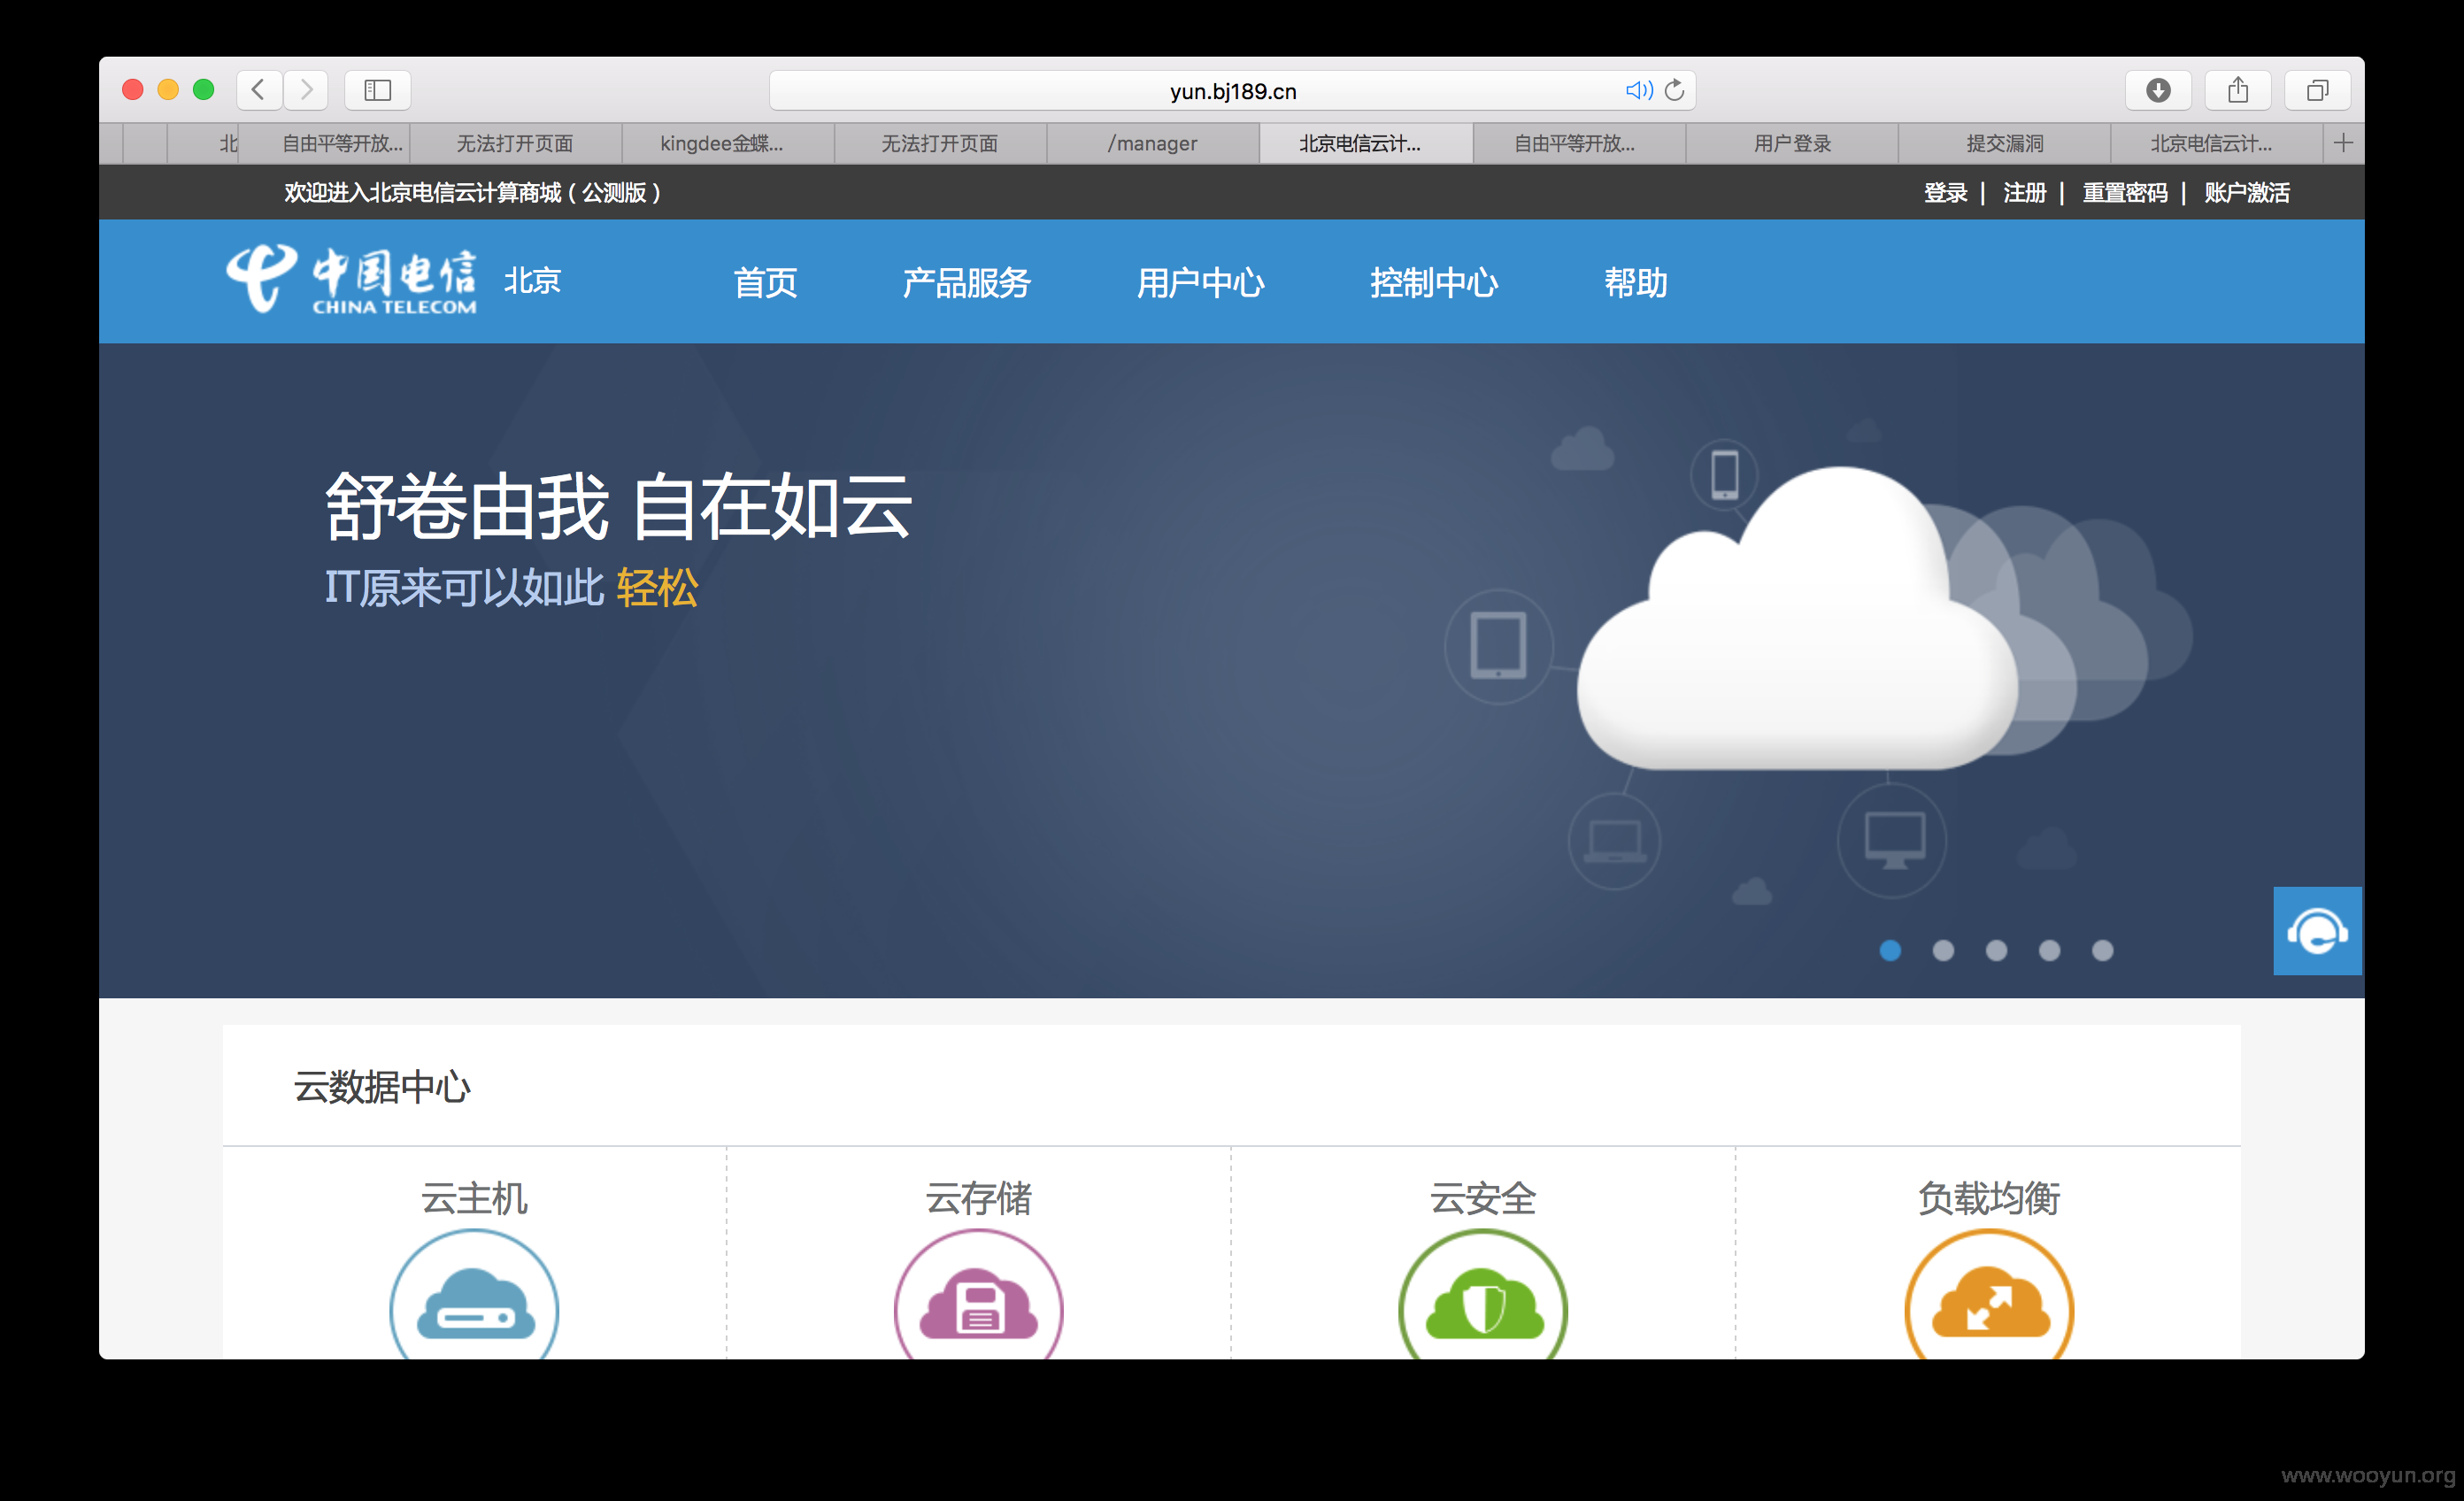 yun.bj189.cn
北
自由平等开放...
无法打开页面
kingdee金蝶...
无法打开页面
/manager
北京电信云计...
自由平等开放...
用户登录
提交漏洞
北京电信云计...
欢迎进入北京电信云计算商城（公测版）
登录 | 注册 | 重置密码 | 账户激活
中国电信
CHINA TELECOM
北京
首页
产品服务
用户中心
控制中心
帮助
舒卷由我 自在如云
IT原来可以如此 轻松
云数据中心
云主机
云存储
云安全
负载均衡
www.wooyun.org